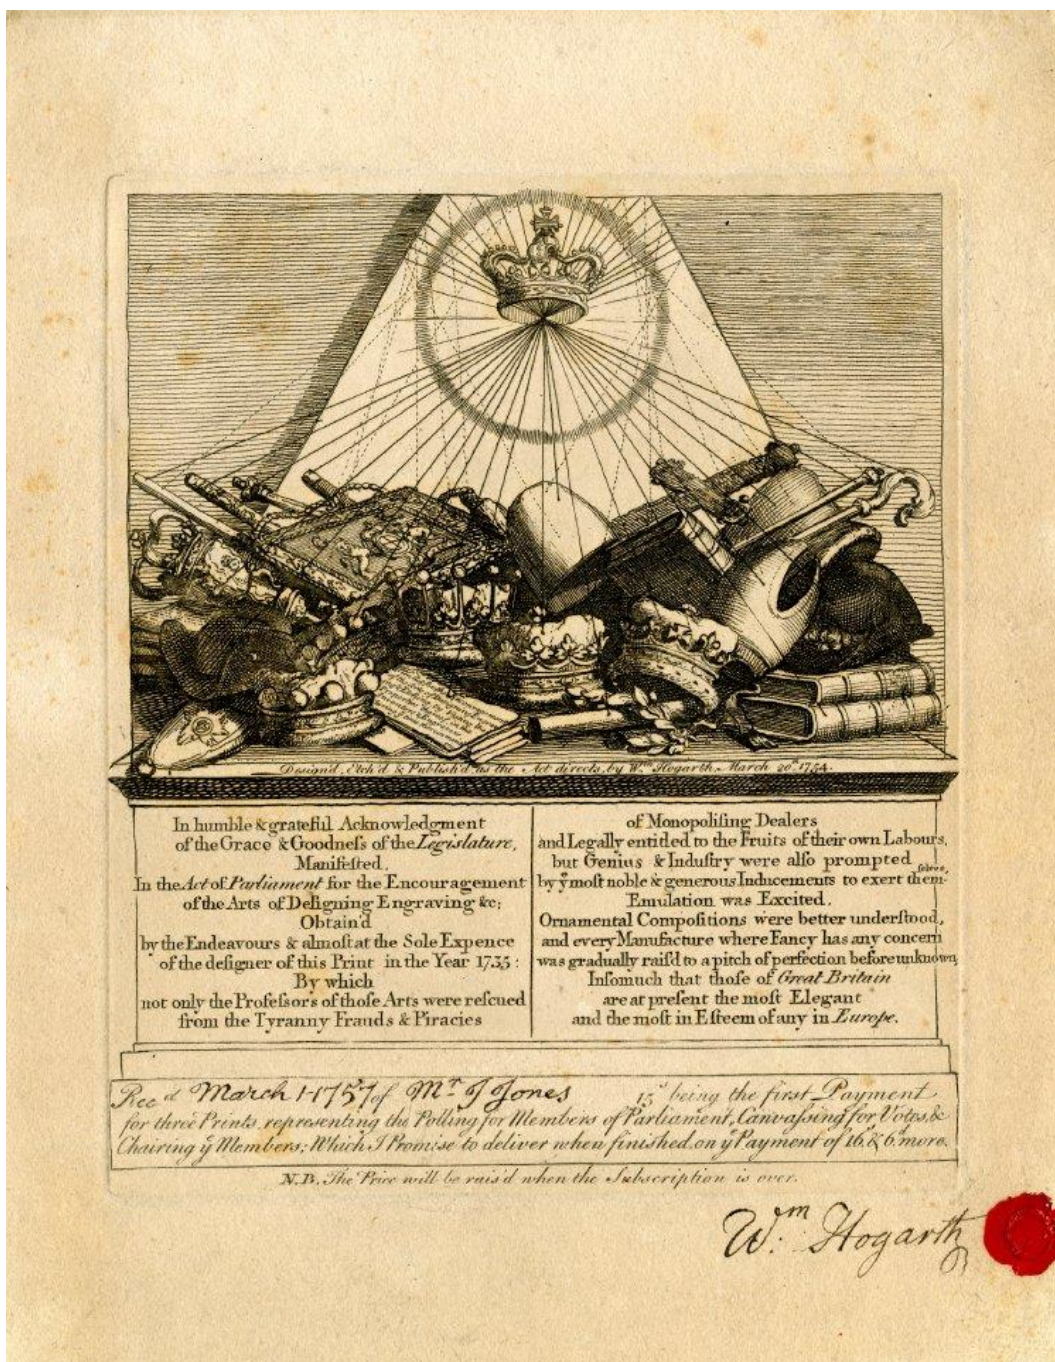 Design'd, Etch'd & Publish'd as the Act directs, by Wm. Hogarth, March 20th. 1754.
In humble & grateful Acknowledgment
of the Grace & Goodneſs of the Legislature,
Manifeſted,
In the Act of Parliament for the Encouragement
of the Arts of Deſigning Engraving &c;
Obtain'd
by the Endeavours & almoſt at the Sole Expence
of the deſigner of this Print in the Year 1735:
By which
not only the Profeſsors of thoſe Arts were reſcued
from the Tyranny Frauds & Piracies
of Monopoliſing Dealers
and Legally entitled to the Fruits of their own Labours,
but Genius & Induſtry were alſo prompted
by yͤ moſt noble & generous Inducements to exert themſelves,
Emulation was Excited,
Ornamental Compoſitions were better underſtood,
and every Manufacture where Fancy has any concern
was gradually raiſd to a pitch of perfection before unknown,
Inſomuch that thoſe of Great Britain
are at preſent the moſt Elegant
and the moſt in Eſteem of any in Europe.
Recd March 1 1757 of Mr J Jones 15s being the first Payment
for three Prints, representing the Polling for Members of Parliament, Canvaſsing for Votes, &
Chairing yͤ Members; Which I Promise to deliver when finished, on yͤ Payment of 16s & 6d more.
N.B. The Price will be rais'd when the Subscription is over.
Wm: Hogarth